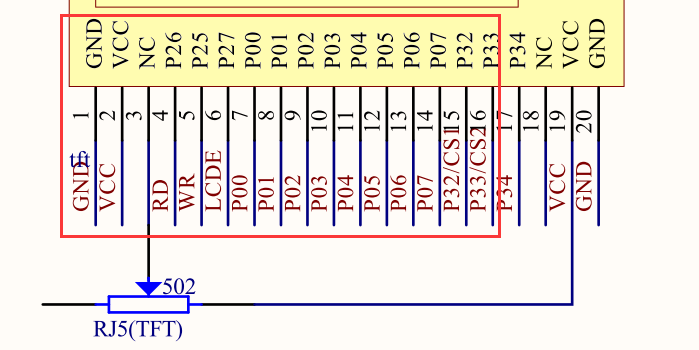 GND VCC NC P26 P25 P27 P00 P01 P02 P03 P04 P05 P06 P07 P32 P33 P34 NC VCC GND
1 2 3 4 5 6 7 8 9 10 11 12 13 14 15 16 17 18 19 20
tft
GND VCC RD WR LCDE P00 P01 P02 P03 P04 P05 P06 P07 P32/CS1 P33/CS2 P34 VCC GND
502
RJ5(TFT)